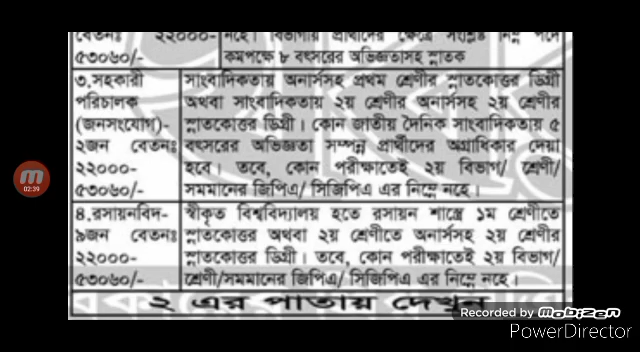 বেতনঃ ২২০০০-
৫৩০৬০/-
নহে। বিভাগীয় প্রার্থীদের ক্ষেত্রে সংশ্লিষ্ট নিম্ন পদে
কমপক্ষে ৮ বৎসরের অভিজ্ঞতাসহ স্নাতক
৩.সহকারী
পরিচালক
(জনসংযোগ)-
২জন বেতনঃ
২২০০০-
৫৩০৬০/-
সাংবাদিকতায় অনার্সসহ প্রথম শ্রেণীর স্নাতকোত্তর ডিগ্রী
অথবা সাংবাদিকতায় ২য় শ্রেণীর অনার্সসহ ২য় শ্রেণীর
স্নাতকোত্তর ডিগ্রী। কোন জাতীয় দৈনিক সাংবাদিকতায় ৫
বৎসরের অভিজ্ঞতা সম্পন্ন প্রার্থীদের অগ্রাধিকার দেয়া
হবে। তবে, কোন পরীক্ষাতেই ২য় বিভাগ/ শ্রেণী/
সমমানের জিপিএ/ সিজিপিএ এর নিম্নে নহে।
৪.রসায়নবিদ-
৯জন বেতনঃ
২২০০০-
৫৩০৬০/-
স্বীকৃত বিশ্ববিদ্যালয় হতে রসায়ন শাস্ত্রে ১ম শ্রেণীতে
স্নাতকোত্তর অথবা ২য় শ্রেণীতে অনার্সসহ ২য় শ্রেণীর
স্নাতকোত্তর ডিগ্রী। তবে, কোন পরীক্ষাতেই ২য় বিভাগ/
শ্রেণী/সমমানের জিপিএ/ সিজিপিএ এর নিম্নে নহে।
২ এর পাতায় দেখুন
02:39
Recorded by Mobizen
PowerDirector